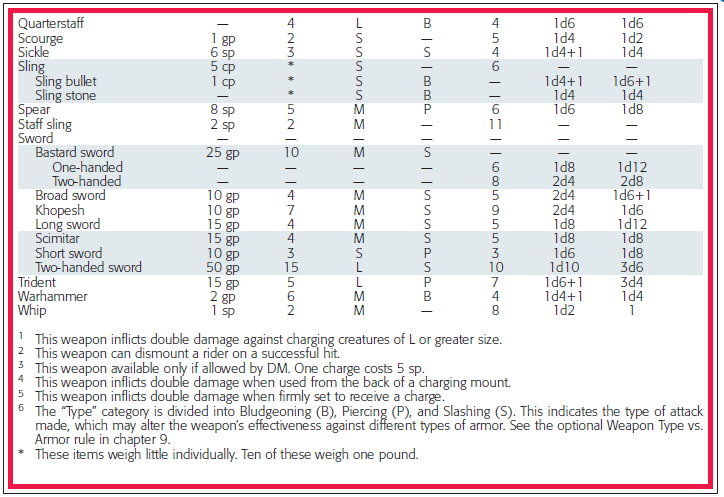 Quarterstaff — 4 L B 4 1d6 1d6
Scourge 1 gp 2 S — 5 1d4 1d2
Sickle 6 sp 3 S S 4 1d4+1 1d4
Sling 5 cp * S — 6 — —
Sling bullet 1 cp * S B — 1d4+1 1d6+1
Sling stone — * S B — 1d4 1d4
Spear 8 sp 5 M P 6 1d6 1d8
Staff sling 2 sp 2 M — 11 — —
Sword — — — — — — —
Bastard sword 25 gp 10 M S — — —
One-handed — — — — 6 1d8 1d12
Two-handed — — — — 8 2d4 2d8
Broad sword 10 gp 4 M S 5 2d4 1d6+1
Khopesh 10 gp 7 M S 9 2d4 1d6
Long sword 15 gp 4 M S 5 1d8 1d12
Scimitar 15 gp 4 M S 5 1d8 1d8
Short sword 10 gp 3 S P 3 1d6 1d8
Two-handed sword 50 gp 15 L S 10 1d10 3d6
Trident 15 gp 5 L P 7 1d6+1 3d4
Warhammer 2 gp 6 M B 4 1d4+1 1d4
Whip 1 sp 2 M — 8 1d2 1
1 This weapon inflicts double damage against charging creatures of L or greater size.
2 This weapon can dismount a rider on a successful hit.
3 This weapon available only if allowed by DM. One charge costs 5 sp.
4 This weapon inflicts double damage when used from the back of a charging mount.
5 This weapon inflicts double damage when firmly set to receive a charge.
6 The “Type” category is divided into Bludgeoning (B), Piercing (P), and Slashing (S). This indicates the type of attack
made, which may alter the weapon’s effectiveness against different types of armor. See the optional Weapon Type vs.
Armor rule in chapter 9.
* These items weigh little individually. Ten of these weigh one pound.